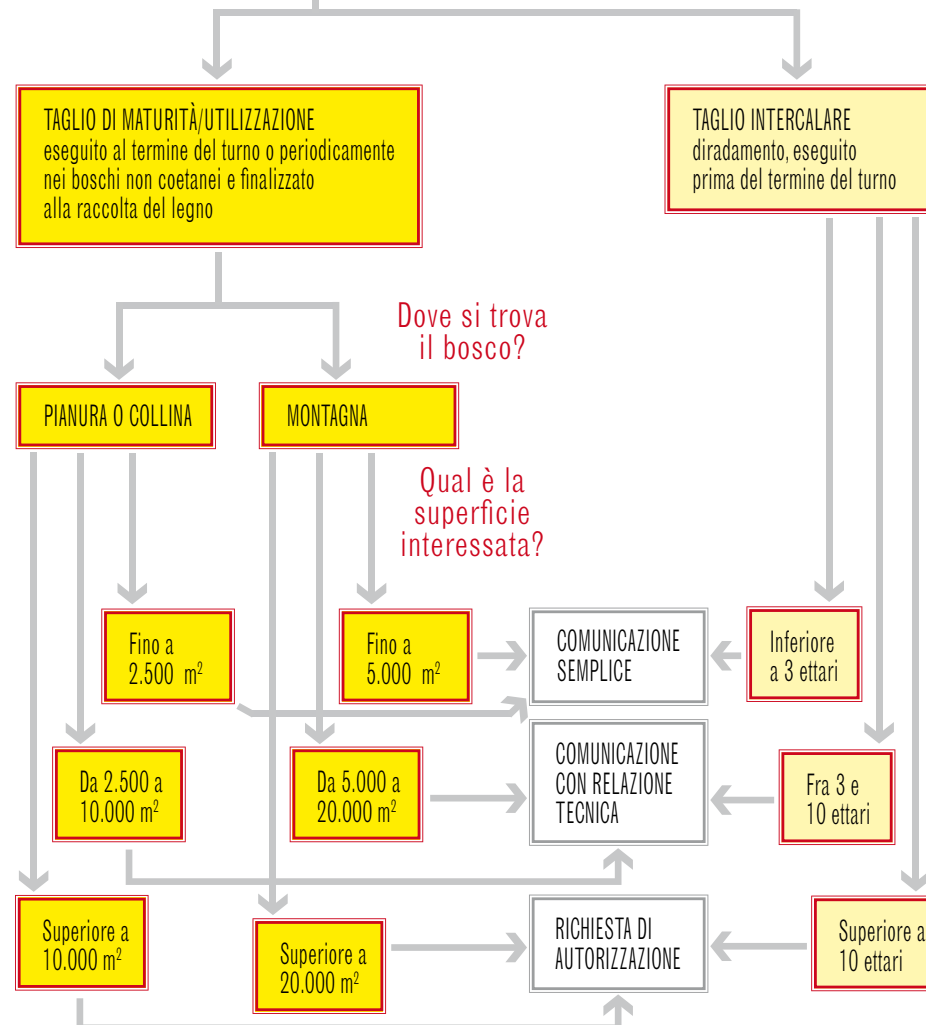 TAGLIO DI MATURITÀ/UTILIZZAZIONE
eseguito al termine del turno o periodicamente
nei boschi non coetanei e finalizzato
alla raccolta del legno
TAGLIO INTERCALARE
diradamento, eseguito
prima del termine del turno
Dove si trova
il bosco?
PIANURA O COLLINA
MONTAGNA
Qual è la
superficie
interessata?
Fino a
2.500 m²
Fino a
5.000 m²
COMUNICAZIONE
SEMPLICE
Inferiore
a 3 ettari
Da 2.500 a
10.000 m²
Da 5.000 a
20.000 m²
COMUNICAZIONE
CON RELAZIONE
TECNICA
Fra 3 e
10 ettari
Superiore a
10.000 m²
Superiore a
20.000 m²
RICHIESTA DI
AUTORIZZAZIONE
Superiore a
10 ettari